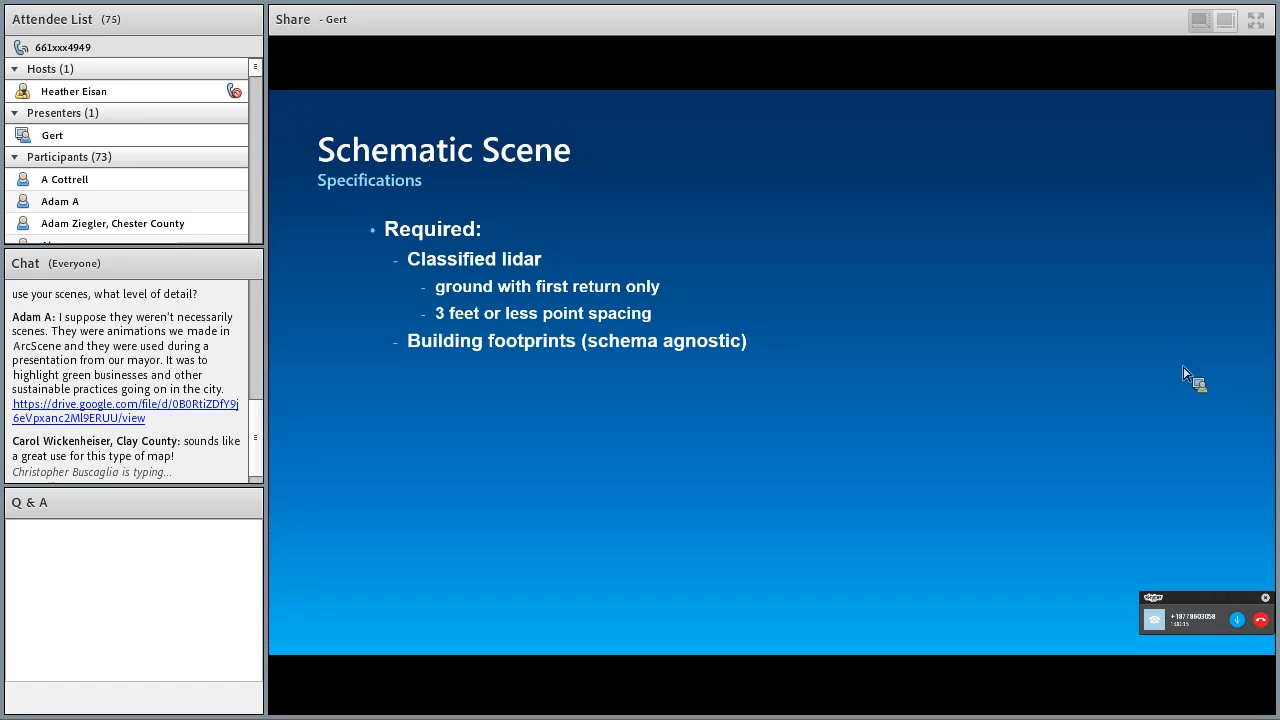 Attendee List (75)
661xxx4949
Hosts (1)
Heather Eisan
Presenters (1)
Gert
Participants (73)
A Cottrell
Adam A
Adam Ziegler, Chester County
Chat (Everyone)
use your scenes, what level of detail?
Adam A: I suppose they weren't necessarily
scenes. They were animations we made in
ArcScene and they were used during a
presentation from our mayor. It was to
highlight green businesses and other
sustainable practices going on in the city.
https://drive.google.com/file/d/0B0RtiZDfY9j
6eVpxanc2Ml9ERUU/view
Carol Wickenheiser, Clay County: sounds like
a great use for this type of map!
Christopher Buscaglia is typing...
Q & A
Share - Gert
Schematic Scene
Specifications
• Required:
- Classified lidar
- ground with first return only
- 3 feet or less point spacing
- Building footprints (schema agnostic)
skype
+18778603058
1:00:15